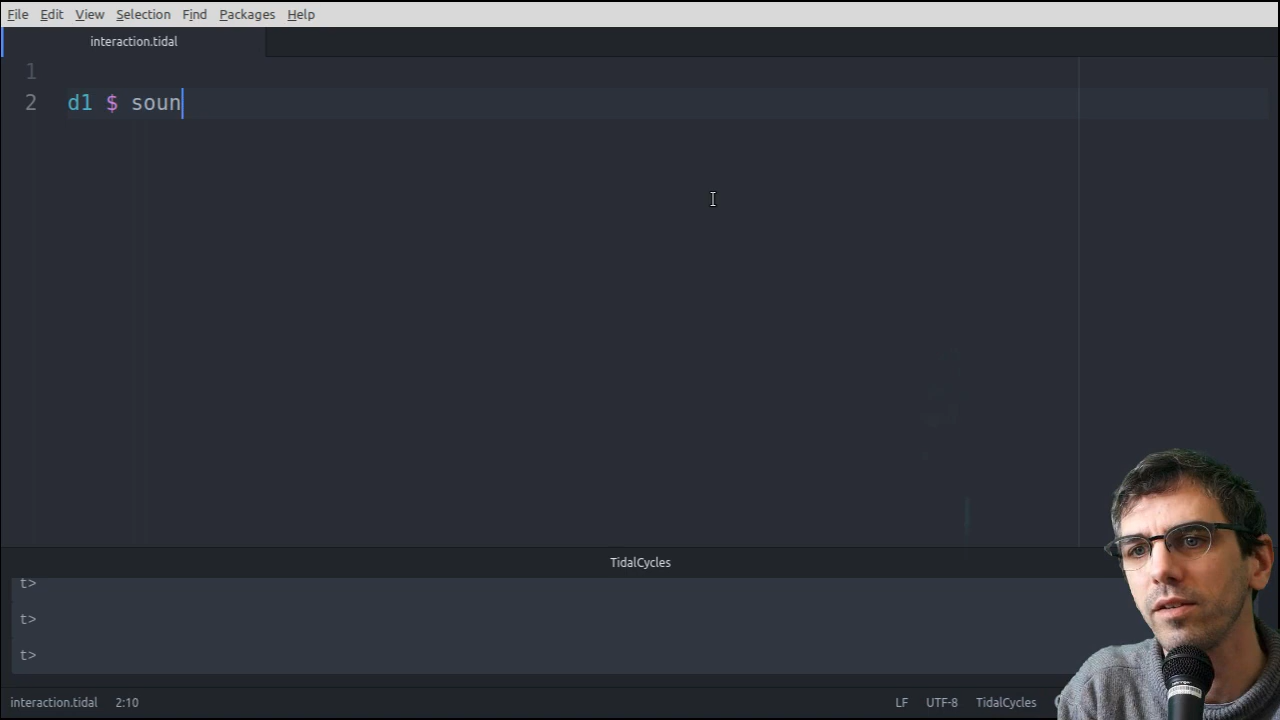 File Edit View Selection Find Packages Help
interaction.tidal
1
2 d1 $ soun
TidalCycles
t>
t>
t>
interaction.tidal 2:10 LF UTF-8 TidalCycles